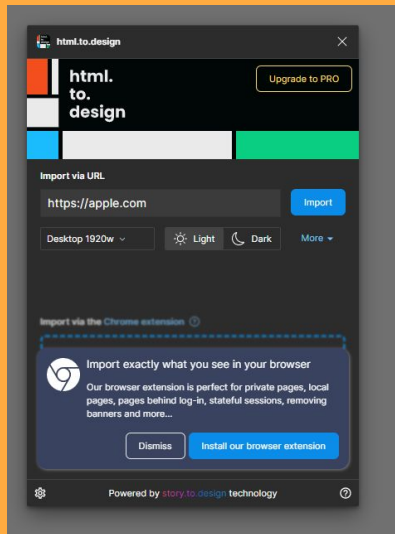 html.to.design
html.
to.
design
Upgrade to PRO
Import via URL
https://apple.com
Import
Desktop 1920w
Light
Dark
More
Import via the Chrome extension
Import exactly what you see in your browser
Our browser extension is perfect for private pages, local
pages, pages behind log-in, stateful sessions, removing
banners and more...
Dismiss
Install our browser extension
Powered by story.to.design technology